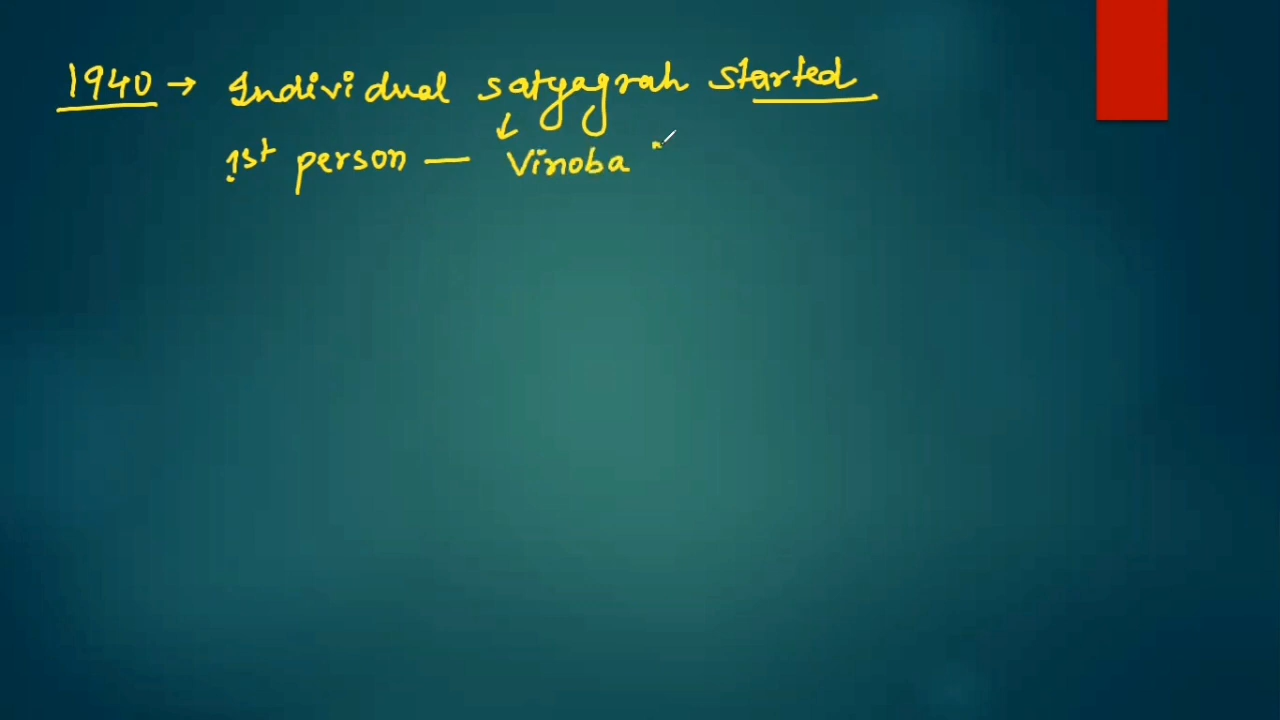 1940 → Individual satyagrah started
1st person — Vinoba